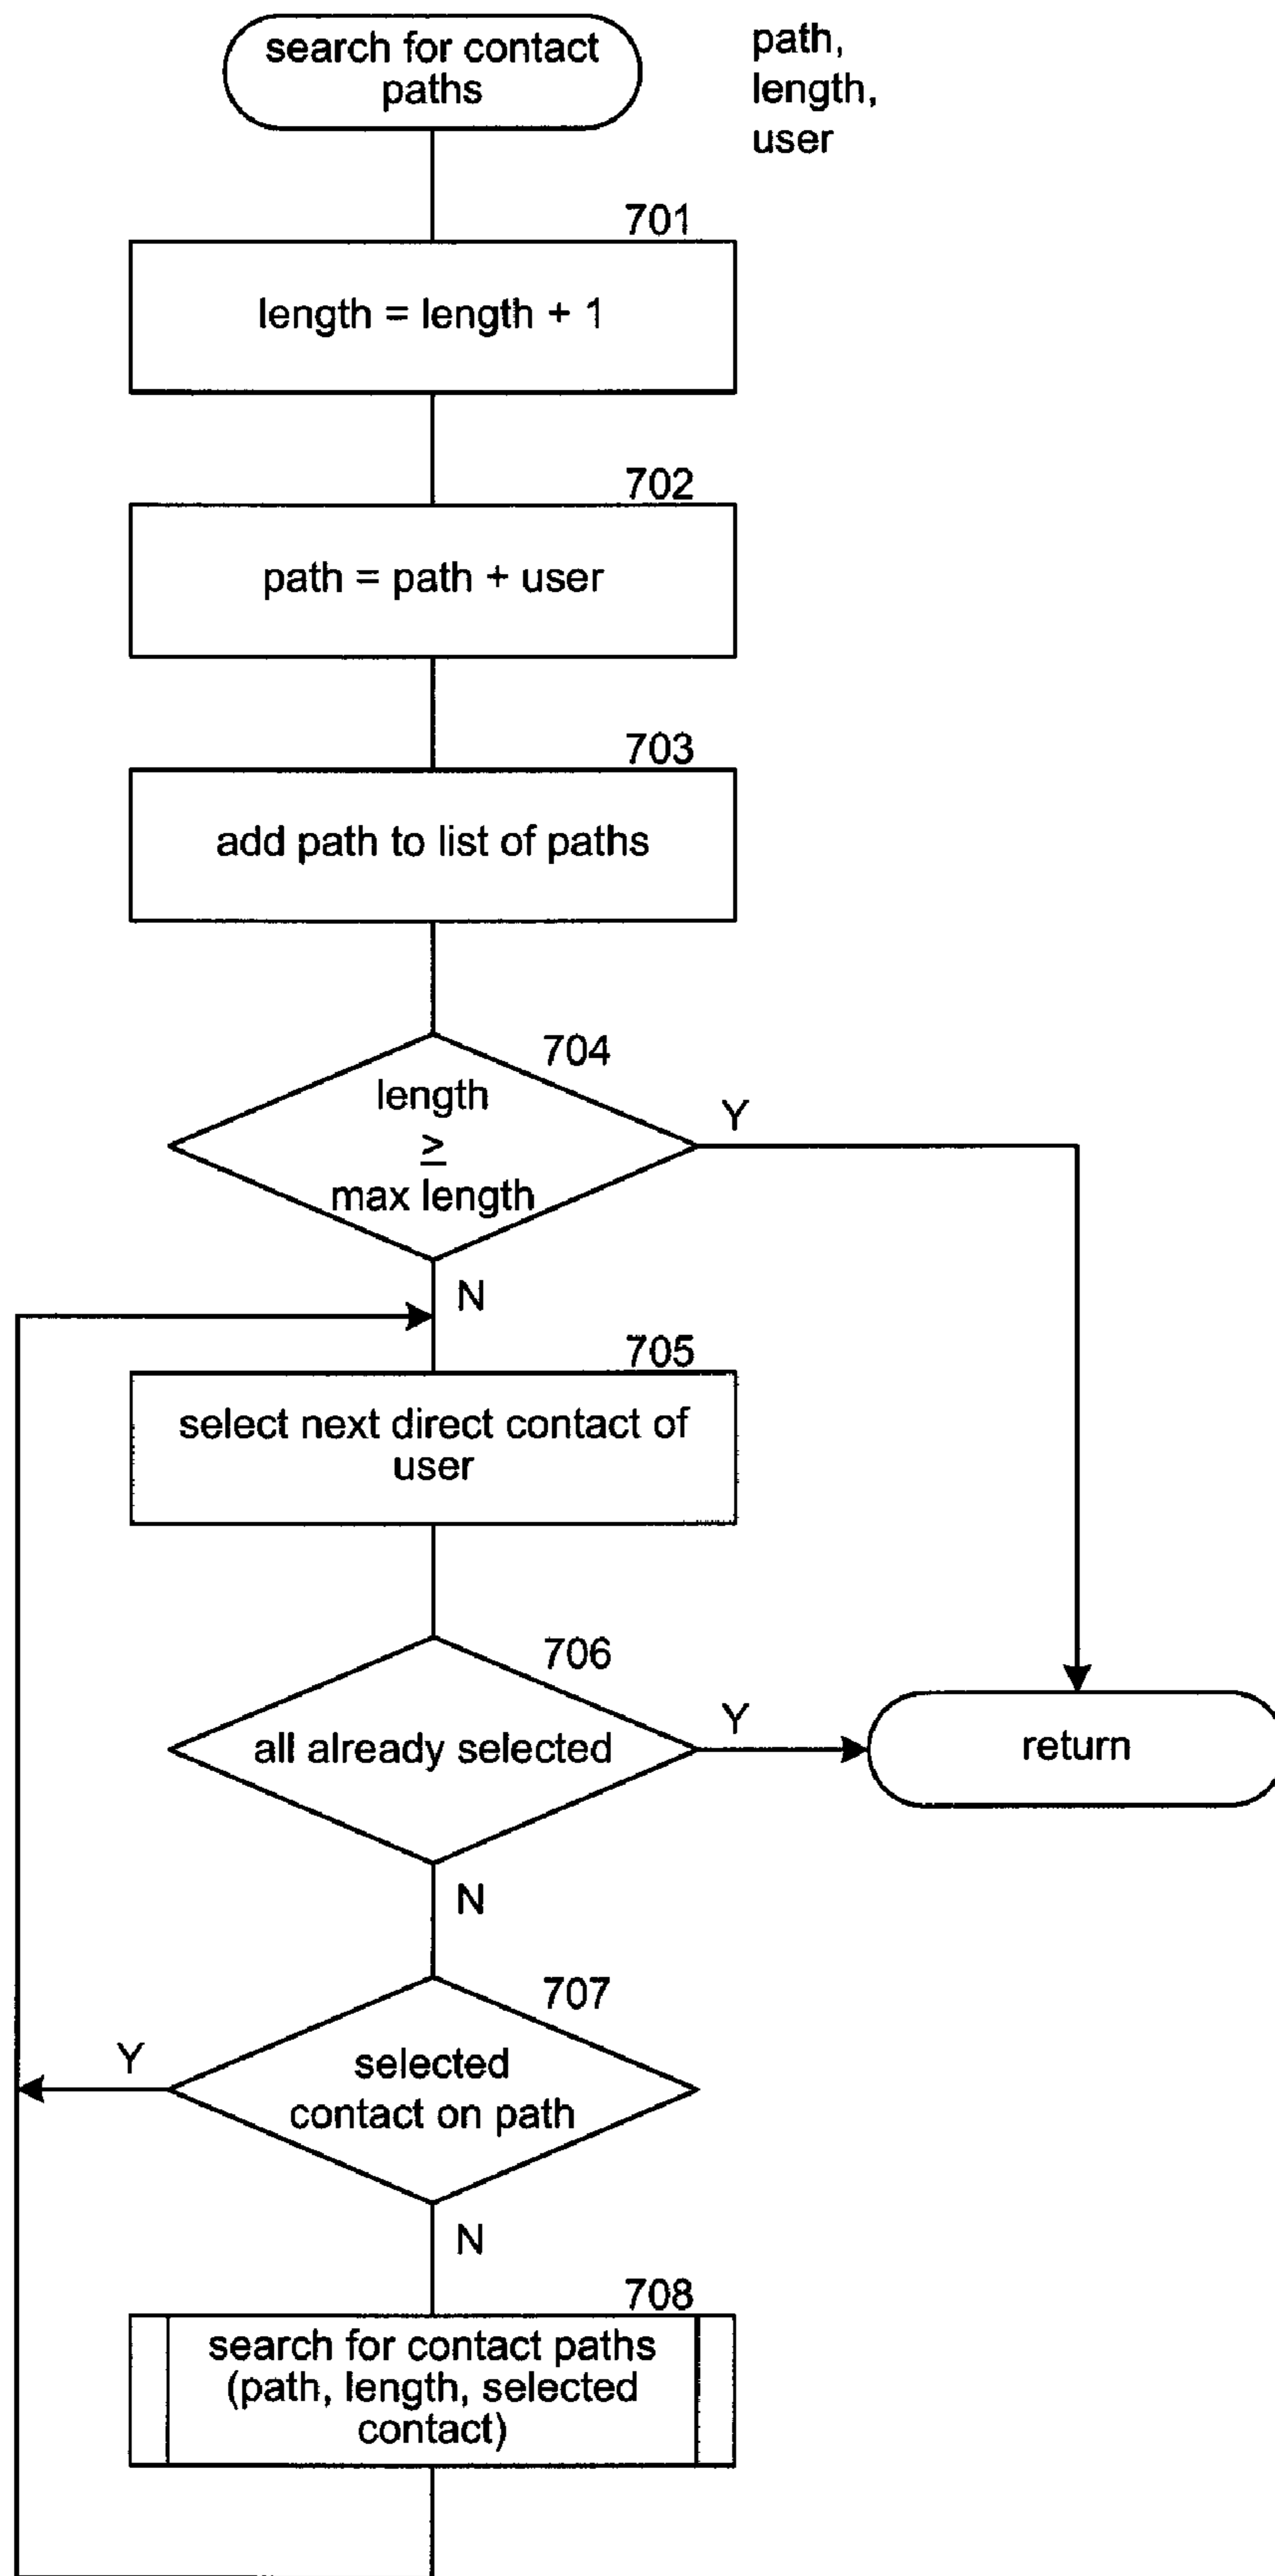 search for contact
paths
path,
length,
user
701
length = length + 1
702
path = path + user
703
add path to list of paths
704
length
≥
max length
Y
N
705
select next direct contact of
user
706
all already selected
Y
return
N
707
selected
contact on path
Y
N
708
search for contact paths
(path, length, selected
contact)